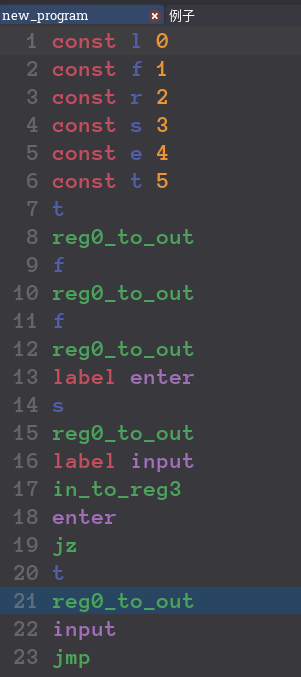 new_program × 例子
1 const l 0
2 const f 1
3 const r 2
4 const s 3
5 const e 4
6 const t 5
7 t
8 reg0_to_out
9 f
10 reg0_to_out
11 f
12 reg0_to_out
13 label enter
14 s
15 reg0_to_out
16 label input
17 in_to_reg3
18 enter
19 jz
20 t
21 reg0_to_out
22 input
23 jmp